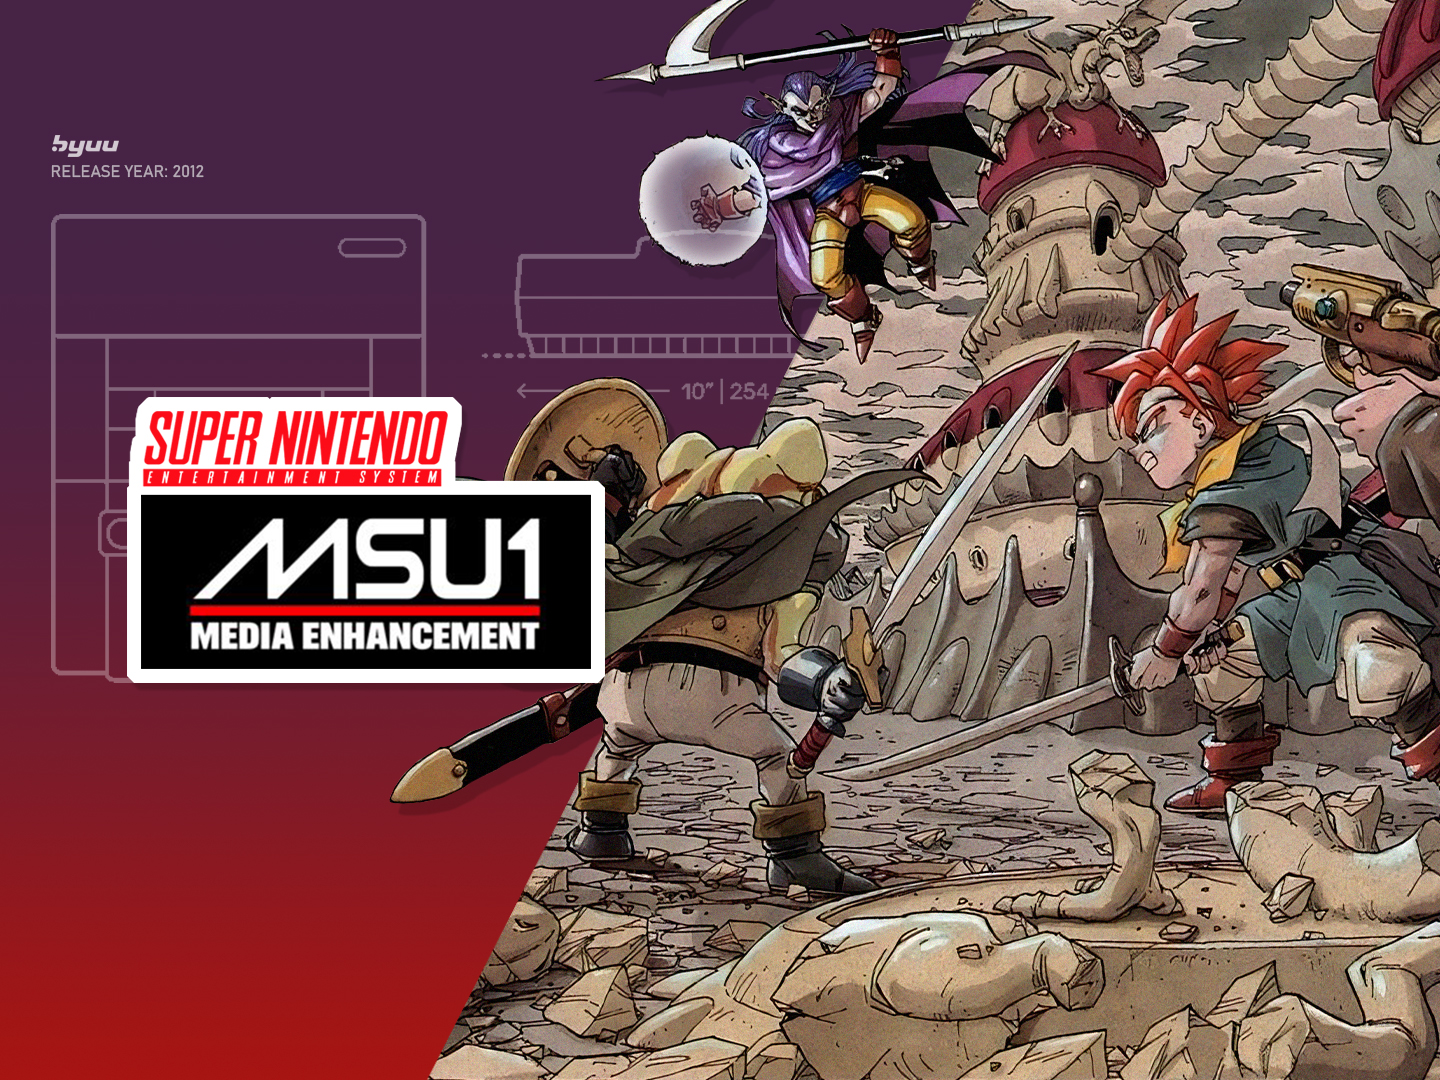 byuu
RELEASE YEAR: 2012
10" | 254
SUPER NINTENDO
ENTERTAINMENT SYSTEM
MSU1
MEDIA ENHANCEMENT